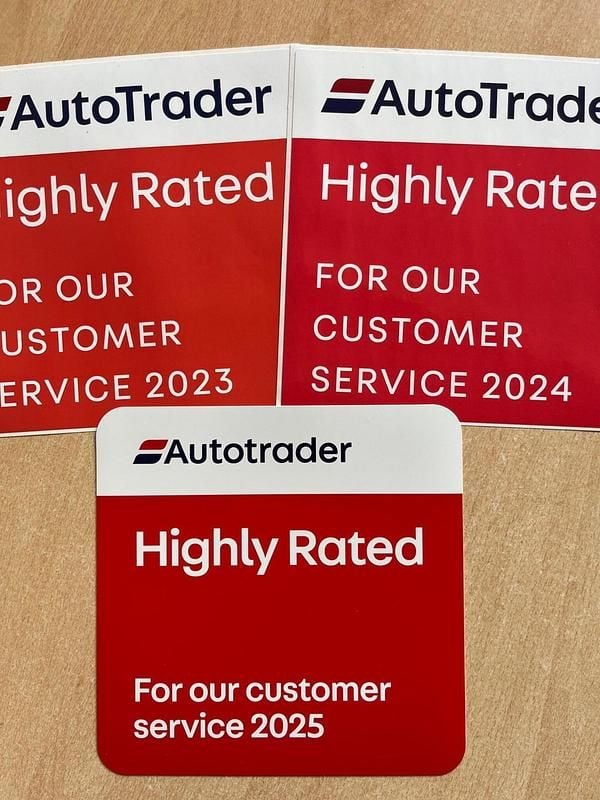 AutoTrader
ighly Rated
OR OUR
USTOMER
ERVICE 2023
AutoTrade
Highly Rate
FOR OUR
CUSTOMER
SERVICE 2024
Autotrader
Highly Rated
For our customer
service 2025